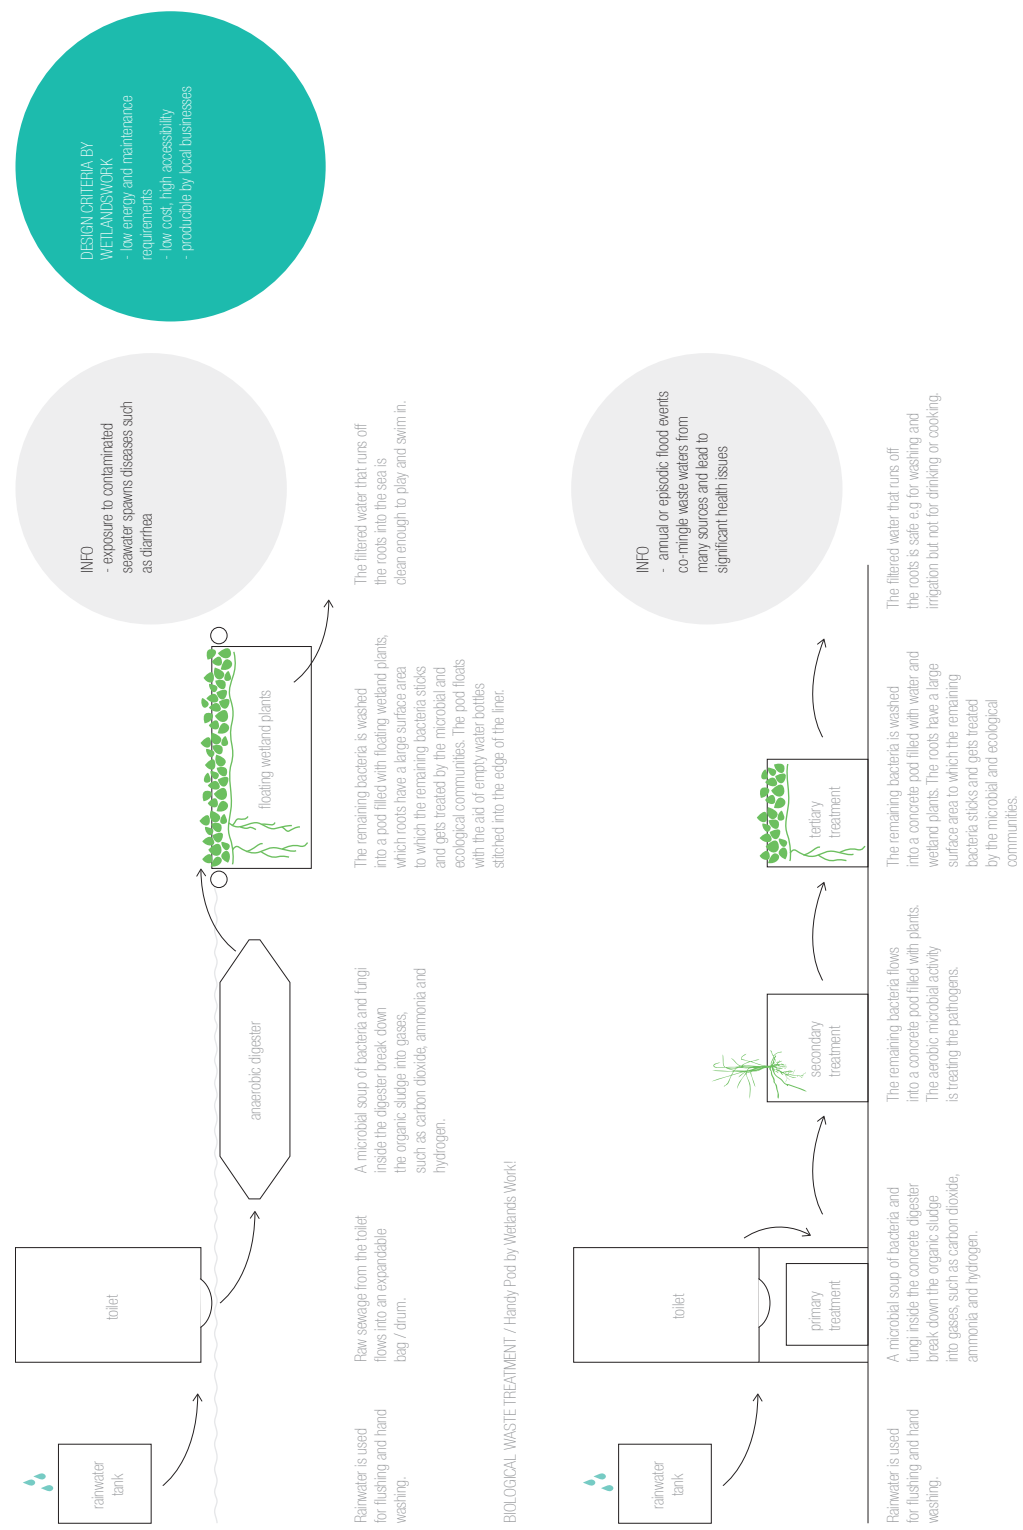 DESIGN CRITERIA BY
WETLANDSWORK
- low energy and maintenance
requirements
- low cost, high accessibility
- producible by local businesses
INFO
- exposure to contaminated
seawater spawns diseases such
as diarrhea
rainwater
tank
toilet
anaerobic digester
floating wetland plants
Rainwater is used
for flushing and hand
washing.
Raw sewage from the toilet
flows into an expandable
bag / drum.
A microbial soup of bacteria and fungi
inside the digester break down
the organic sludge into gases,
such as carbon dioxide, ammonia and
hydrogen.
The remaining bacteria is washed
into a pod filled with floating wetland plants,
which roots have a large surface area
to which the remaining bacteria sticks
and gets treated by the microbial and
ecological communities. The pod floats
with the aid of empty water bottles
stitched into the edge of the liner.
The filtered water that runs off
the roots into the sea is
clean enough to play and swim in.
BIOLOGICAL WASTE TREATMENT / Handy Pod by Wetlands Work!
INFO
- annual or episodic flood events
co-mingle waste waters from
many sources and lead to
significant health issues
rainwater
tank
toilet
primary
treatment
secondary
treatment
tertiary
treatment
Rainwater is used
for flushing and hand
washing.
A microbial soup of bacteria and
fungi inside the concrete digester
break down the organic sludge
into gases, such as carbon dioxide,
ammonia and hydrogen.
The remaining bacteria flows
into a concrete pod filled with plants.
The aerobic microbial activity
is treating the pathogens.
The remaining bacteria is washed
into a concrete pod filled with water and
wetland plants. The roots have a large
surface area to which the remaining
bacteria sticks and gets treated
by the microbial and ecological
communities.
The filtered water that runs off
the roots is safe e.g for washing and
irrigation but not for drinking or cooking.